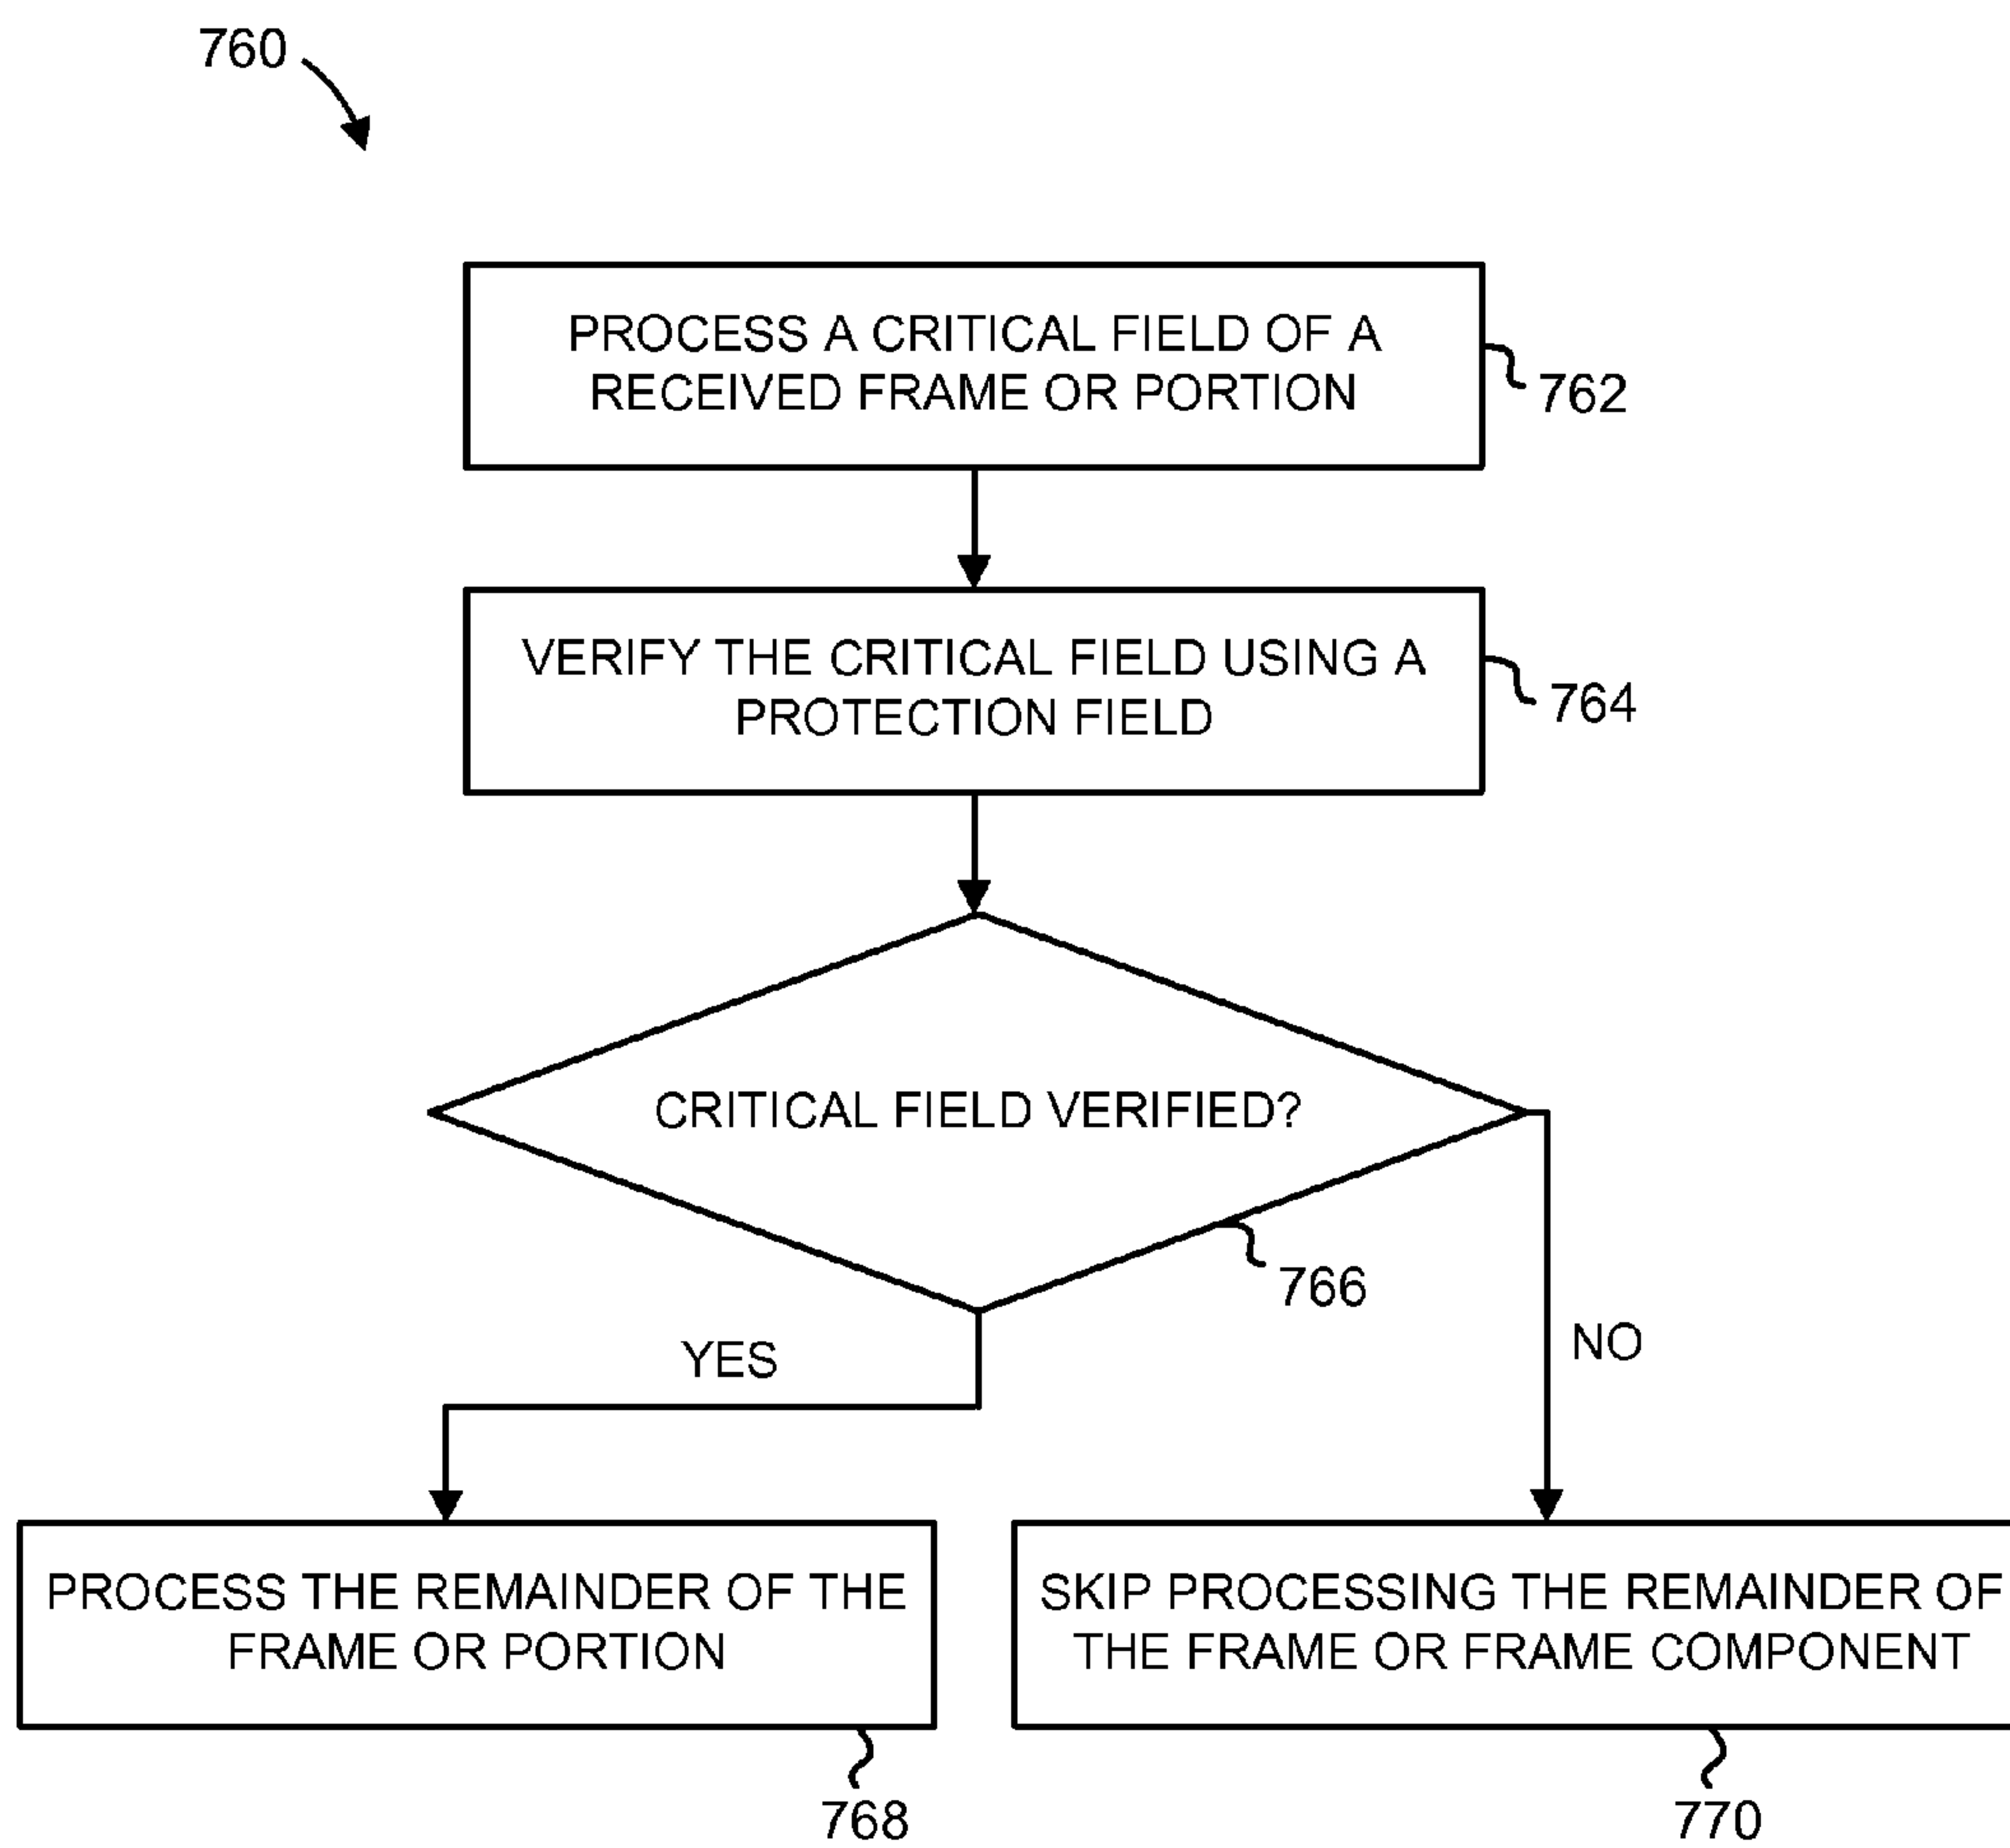 760
PROCESS A CRITICAL FIELD OF A
RECEIVED FRAME OR PORTION
762
VERIFY THE CRITICAL FIELD USING A
PROTECTION FIELD
764
CRITICAL FIELD VERIFIED?
766
YES
NO
PROCESS THE REMAINDER OF THE
FRAME OR PORTION
768
SKIP PROCESSING THE REMAINDER OF
THE FRAME OR FRAME COMPONENT
770